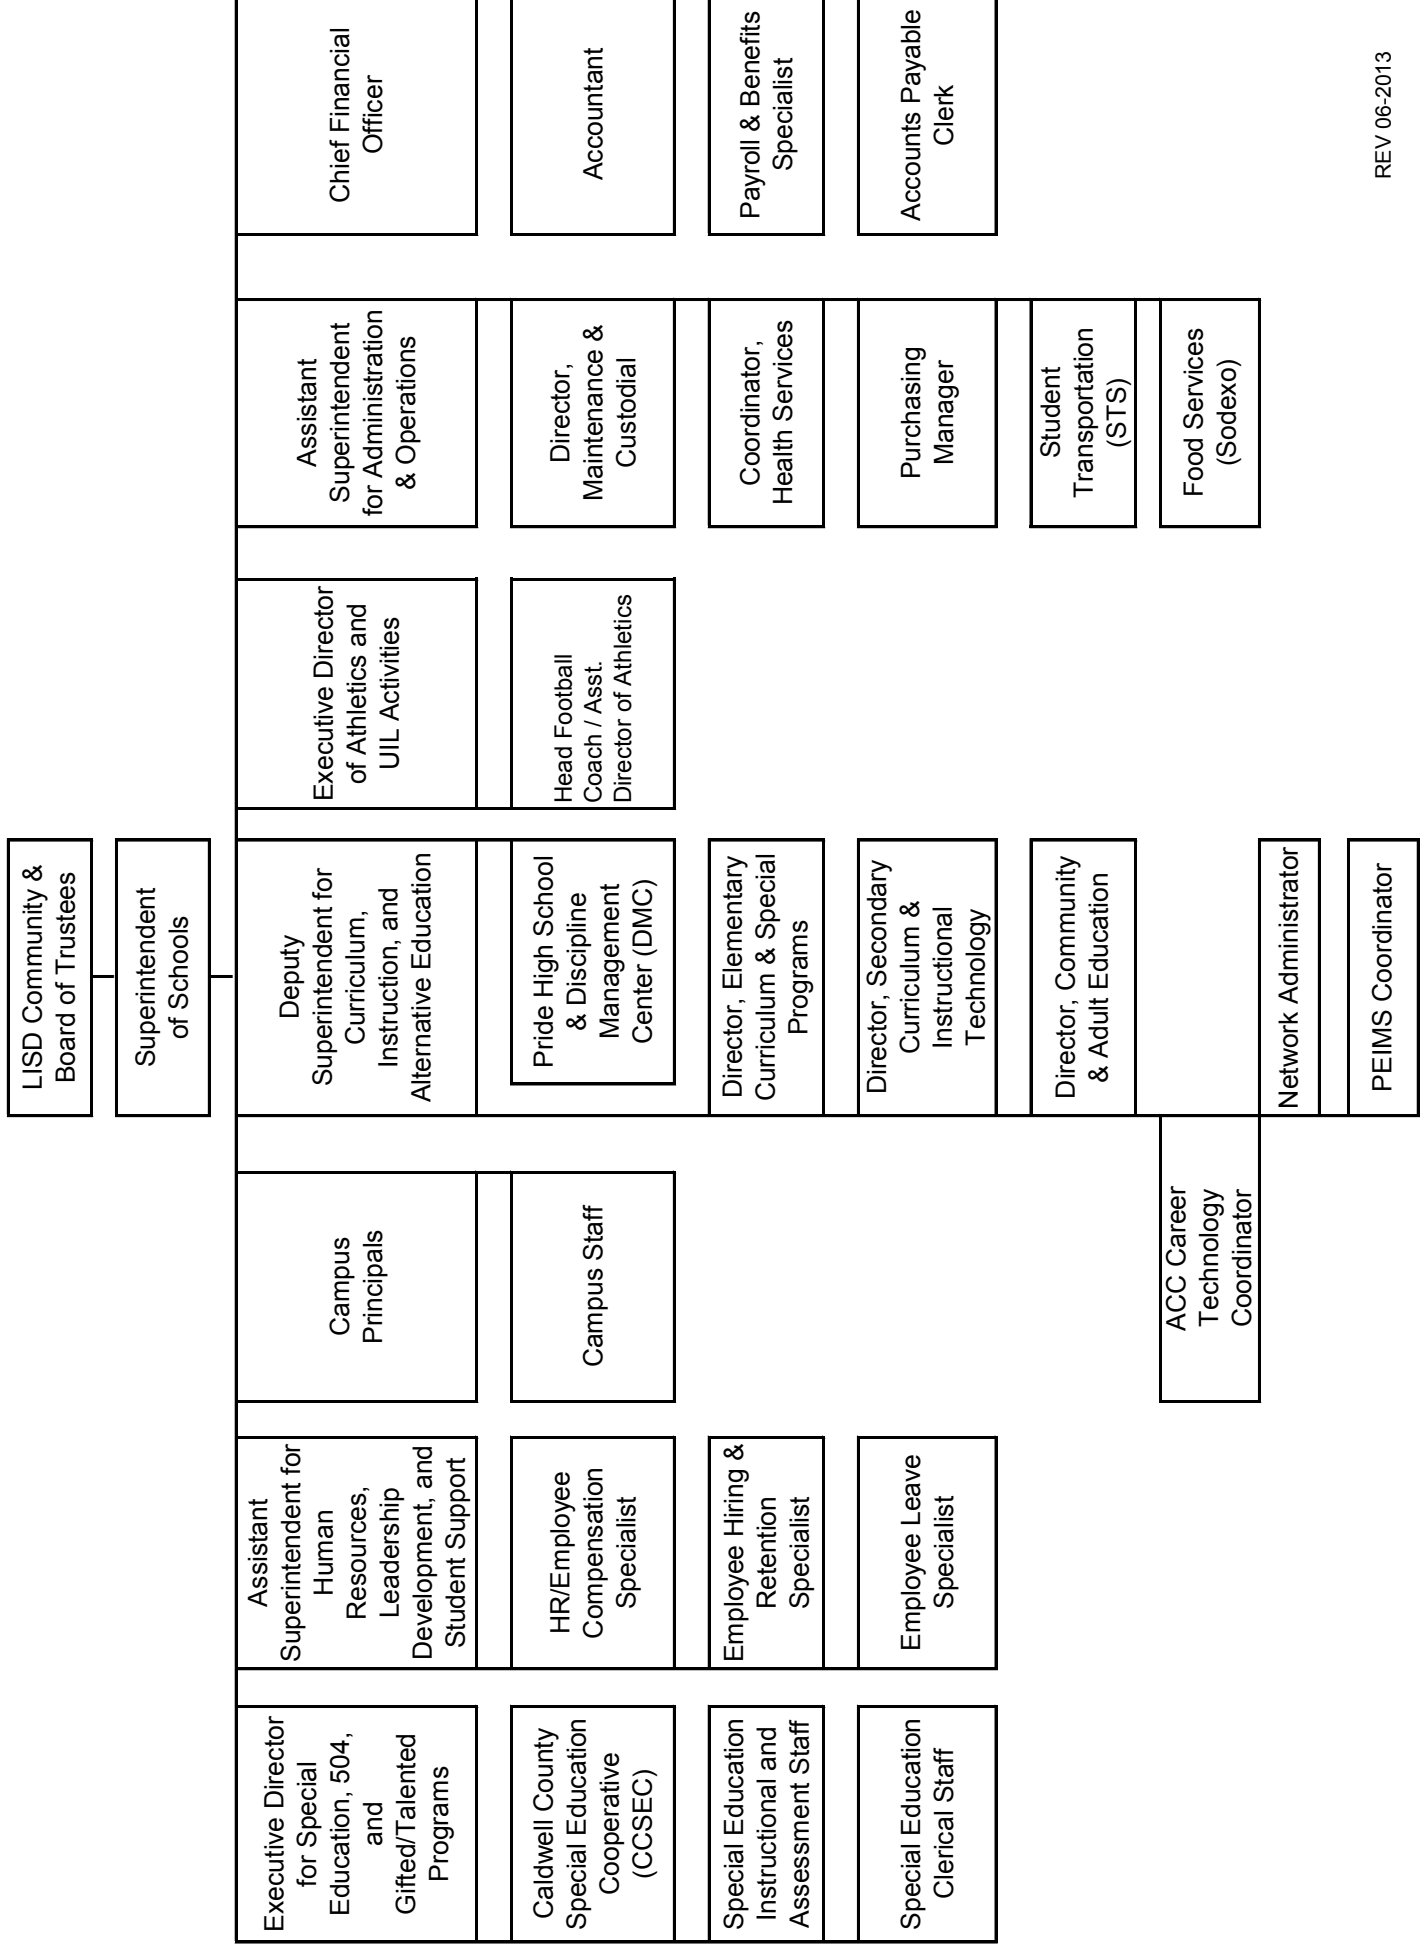 LISD Community &
Board of Trustees
Superintendent
of Schools
Executive Director
for Special
Education, 504,
and
Gifted/Talented
Programs
Assistant
Superintendent for
Human
Resources,
Leadership
Development, and
Student Support
Campus
Principals
Deputy
Superintendent for
Curriculum,
Instruction, and
Alternative Education
Executive Director
of Athletics and
UIL Activities
Assistant
Superintendent
for Administration
& Operations
Chief Financial
Officer
Caldwell County
Special Education
Cooperative
(CCSEC)
HR/Employee
Compensation
Specialist
Campus Staff
Pride High School
& Discipline
Management
Center (DMC)
Head Football
Coach / Asst.
Director of Athletics
Director,
Maintenance &
Custodial
Accountant
Special Education
Instructional and
Assessment Staff
Employee Hiring &
Retention
Specialist
Director, Elementary
Curriculum & Special
Programs
Coordinator,
Health Services
Payroll & Benefits
Specialist
Special Education
Clerical Staff
Employee Leave
Specialist
Director, Secondary
Curriculum &
Instructional
Technology
Purchasing
Manager
Accounts Payable
Clerk
Director, Community
& Adult Education
Student
Transportation
(STS)
ACC Career
Technology
Coordinator
Food Services
(Sodexo)
Network Administrator
PEIMS Coordinator
REV 06-2013